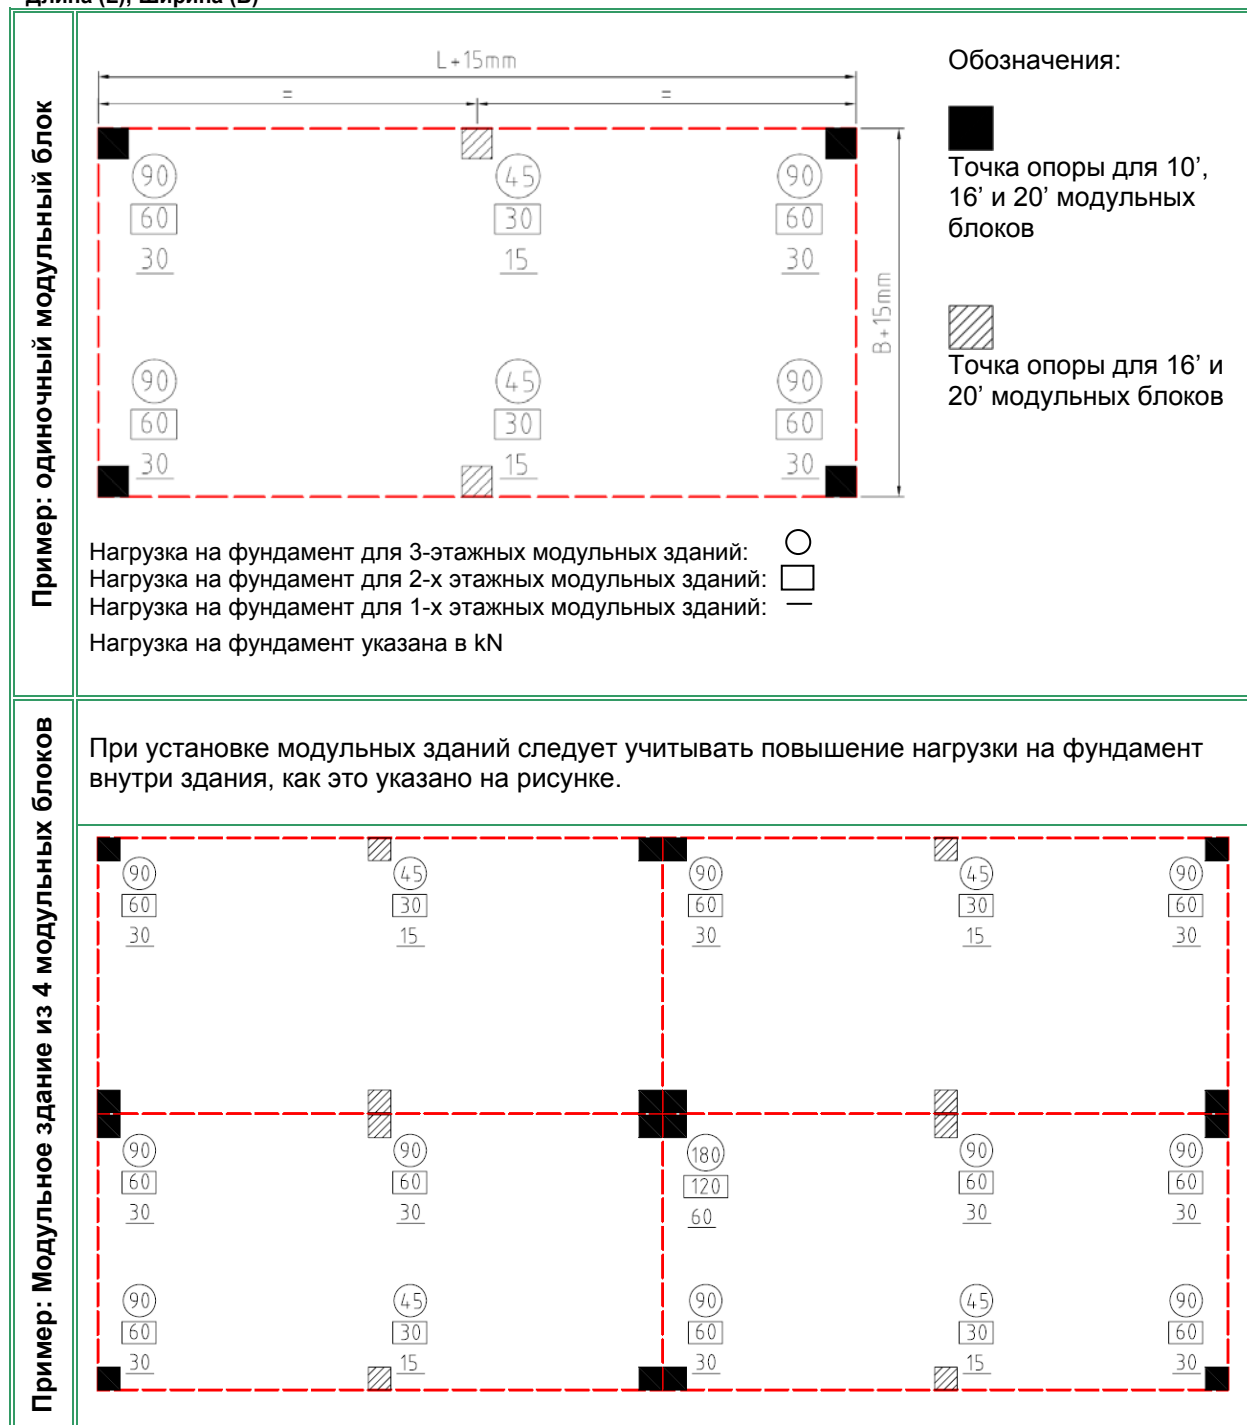 Длина (L), Ширина (B)
Пример: одиночный модульный блок
L+15mm
= =
90 45 90
60 30 60
30 15 30
B+15mm
90 45 90
60 30 60
30 15 30
Обозначения:
Точка опоры для 10’,
16’ и 20’ модульных
блоков
Точка опоры для 16’ и
20’ модульных блоков
Нагрузка на фундамент для 3-этажных модульных зданий:
Нагрузка на фундамент для 2-х этажных модульных зданий:
Нагрузка на фундамент для 1-х этажных модульных зданий:
Нагрузка на фундамент указана в kN
Пример: Модульное здание из 4 модульных блоков
При установке модульных зданий следует учитывать повышение нагрузки на фундамент
внутри здания, как это указано на рисунке.
90 45 90 45 90
60 30 60 30 60
30 15 30 15 30
90 90 180 90 90
60 60 120 60 60
30 30 60 30 30
90 45 90 45 90
60 30 60 30 60
30 15 30 15 30